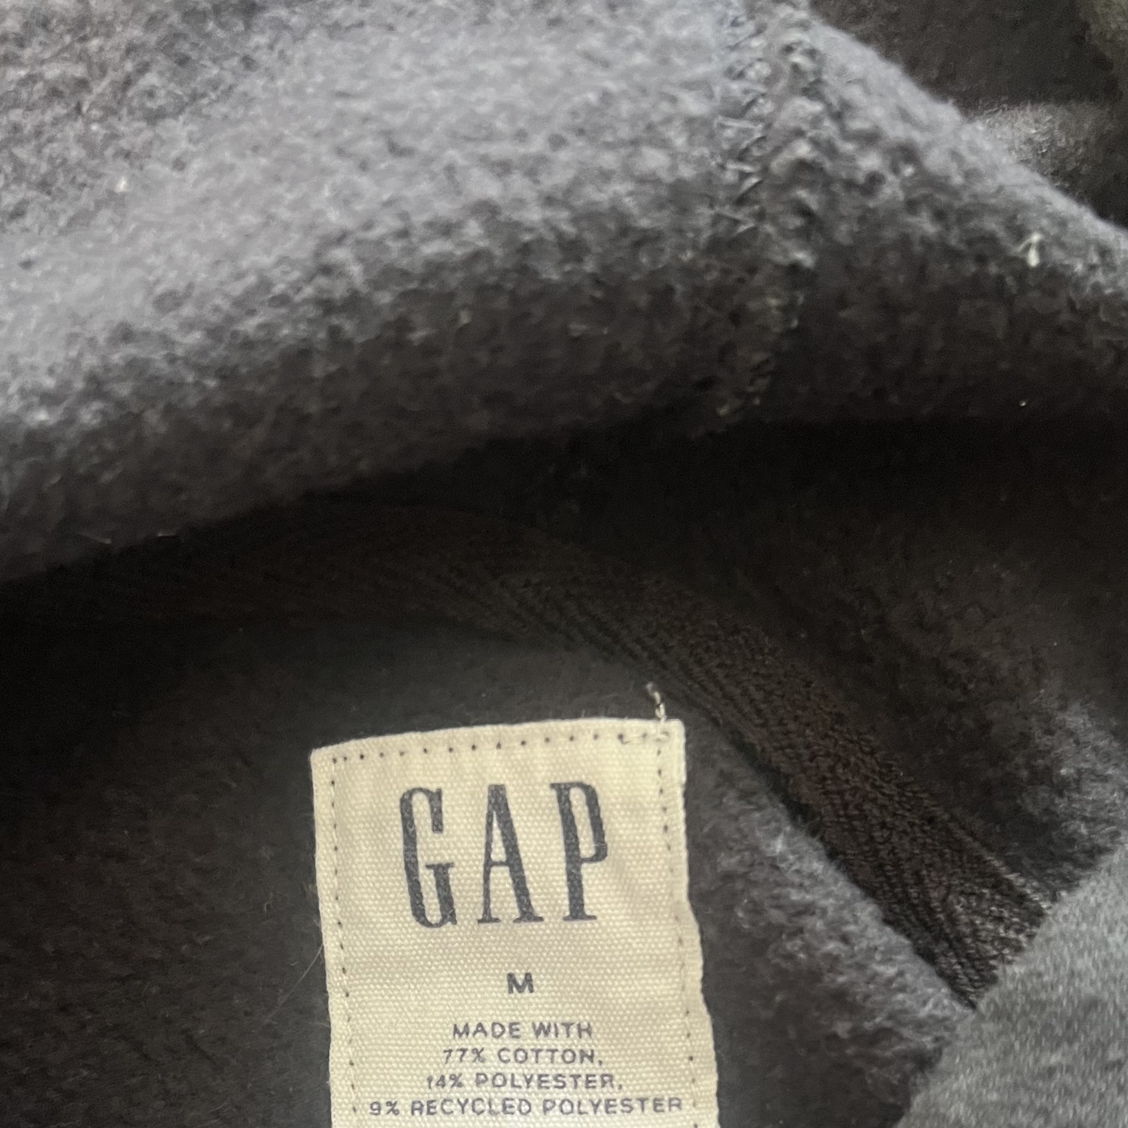 GAP
M
MADE WITH
77% COTTON,
14% POLYESTER,
9% RECYCLED POLYESTER